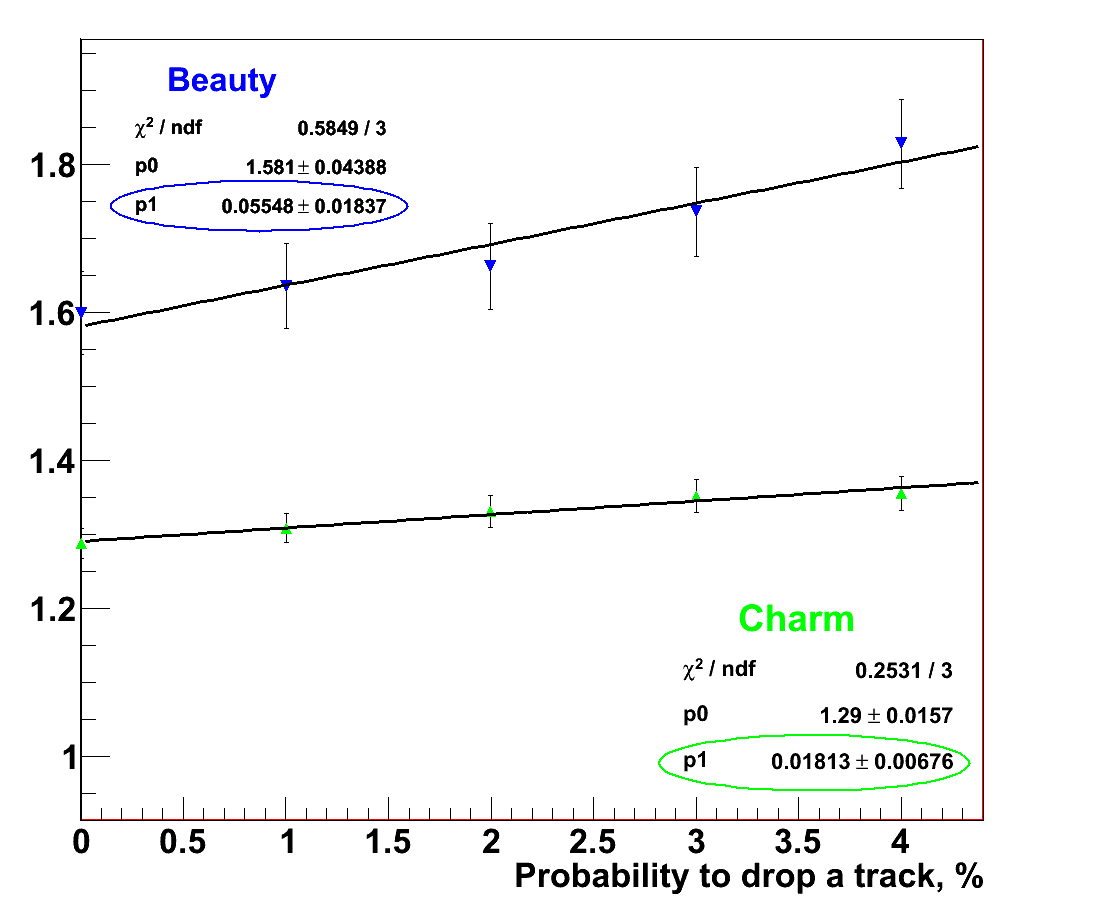 Beauty
χ² / ndf 0.5849 / 3
p0 1.581 ± 0.04388
p1 0.05548 ± 0.01837
1.8
1.6
1.4
1.2
1
Charm
χ² / ndf 0.2531 / 3
p0 1.29 ± 0.0157
p1 0.01813 ± 0.00676
0 0.5 1 1.5 2 2.5 3 3.5 4
Probability to drop a track, %